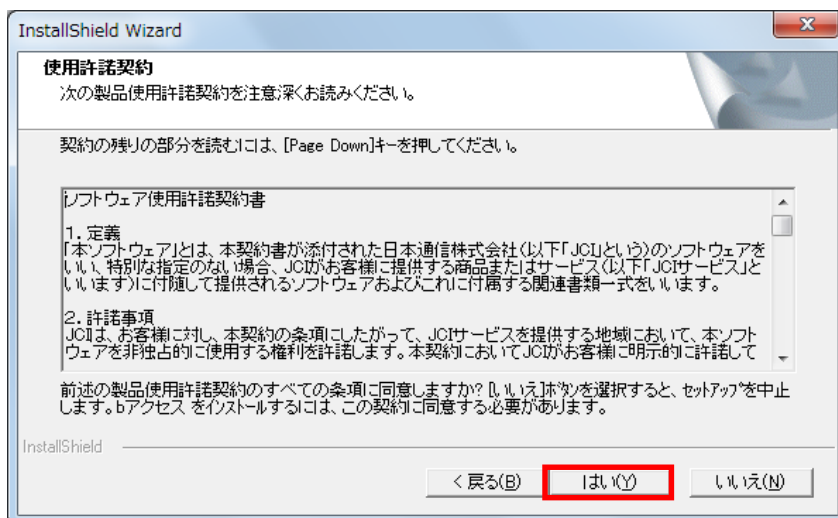 InstallShield Wizard
使用許諾契約
次の製品使用許諾契約を注意深くお読みください。
契約の残りの部分を読むには、[Page Down]キーを押してください。
ソフトウェア使用許諾契約書
1. 定義
「本ソフトウェア」とは、本契約書が添付された日本通信株式会社(以下「JCI」という)のソフトウェアを
いい、特別な指定のない場合、JCIがお客様に提供する商品またはサービス(以下「JCIサービス」と
いいます)に付随して提供されるソフトウェアおよびこれに付属する関連書類一式をいいます。
2. 許諾事項
JCIは、お客様に対し、本契約の条項にしたがって、JCIサービスを提供する地域において、本ソフト
ウェアを非独占的に使用する権利を許諾します。本契約においてJCIがお客様に明示的に許諾して
前述の製品使用許諾契約のすべての条項に同意しますか? [いいえ]ボタンを選択すると、セットアップを中止
します。bアクセス をインストールするには、この契約に同意する必要があります。
InstallShield
< 戻る(B)
はい(Y)
いいえ(N)